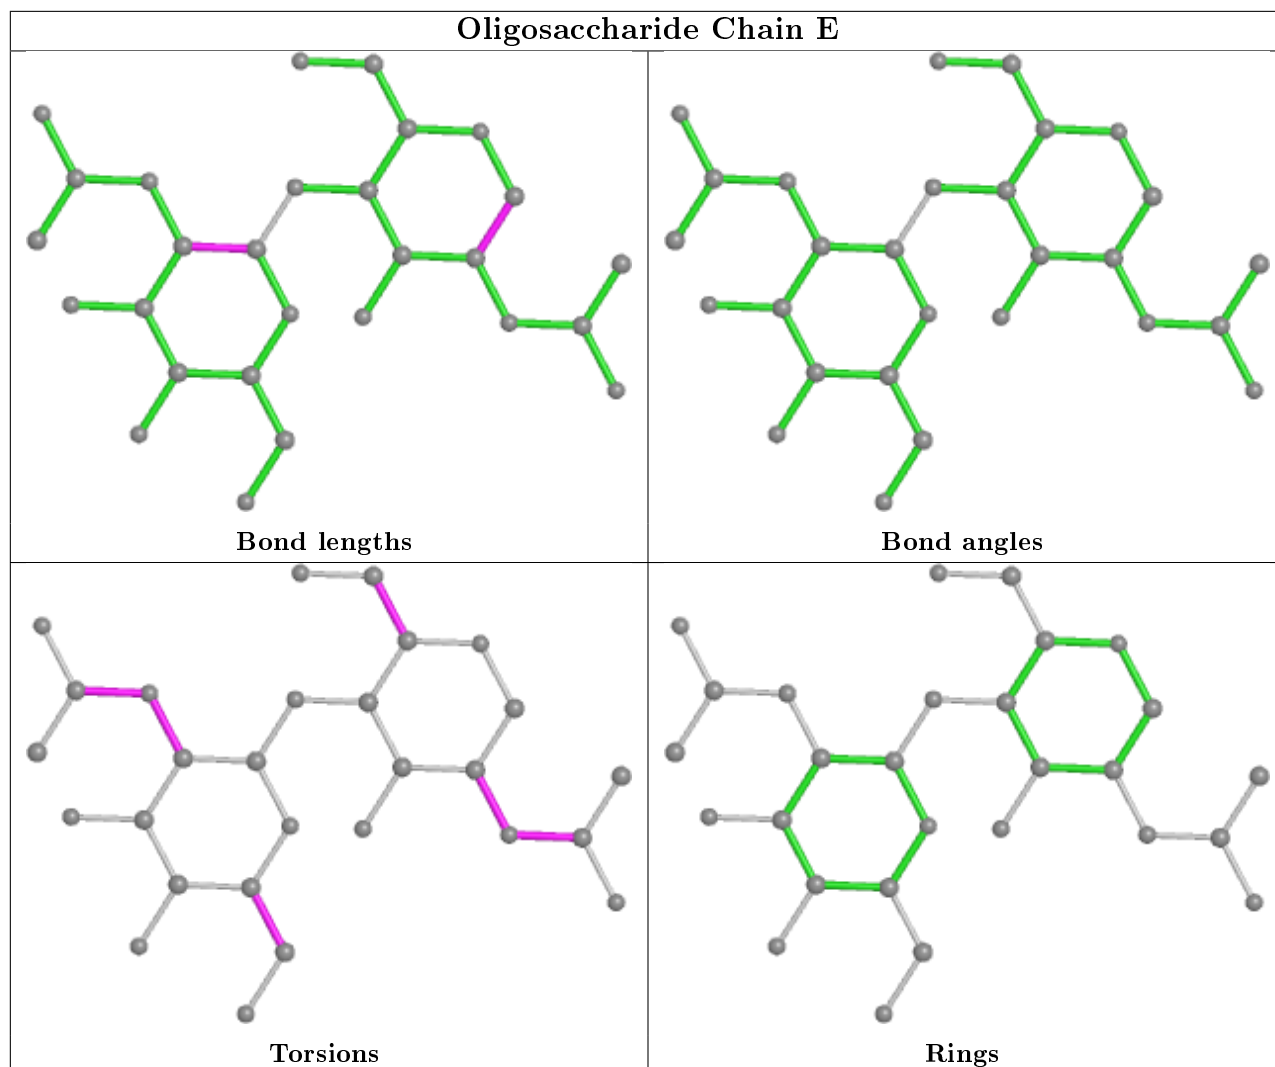 Oligosaccharide Chain E
Bond lengths
Bond angles
Torsions
Rings